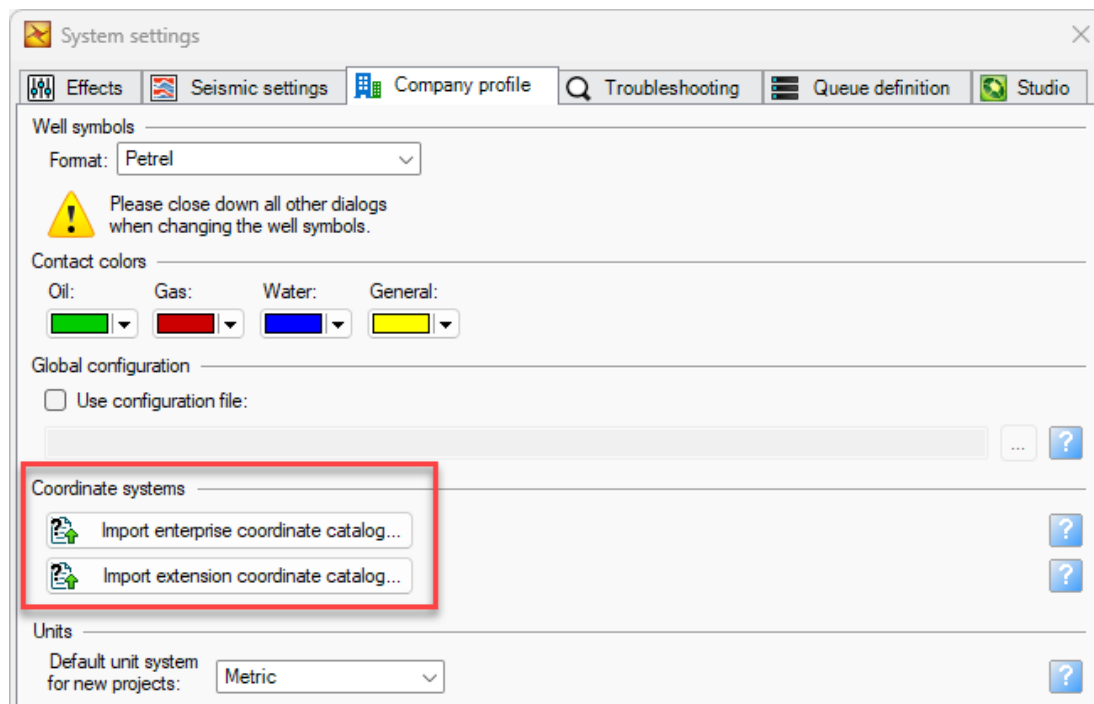 System settings
Effects Seismic settings Company profile Troubleshooting Queue definition Studio
Well symbols
Format: Petrel
Please close down all other dialogs
when changing the well symbols.
Contact colors
Oil: Gas: Water: General:
Global configuration
Use configuration file:
...
Coordinate systems
Import enterprise coordinate catalog...
Import extension coordinate catalog...
Units
Default unit system
for new projects: Metric